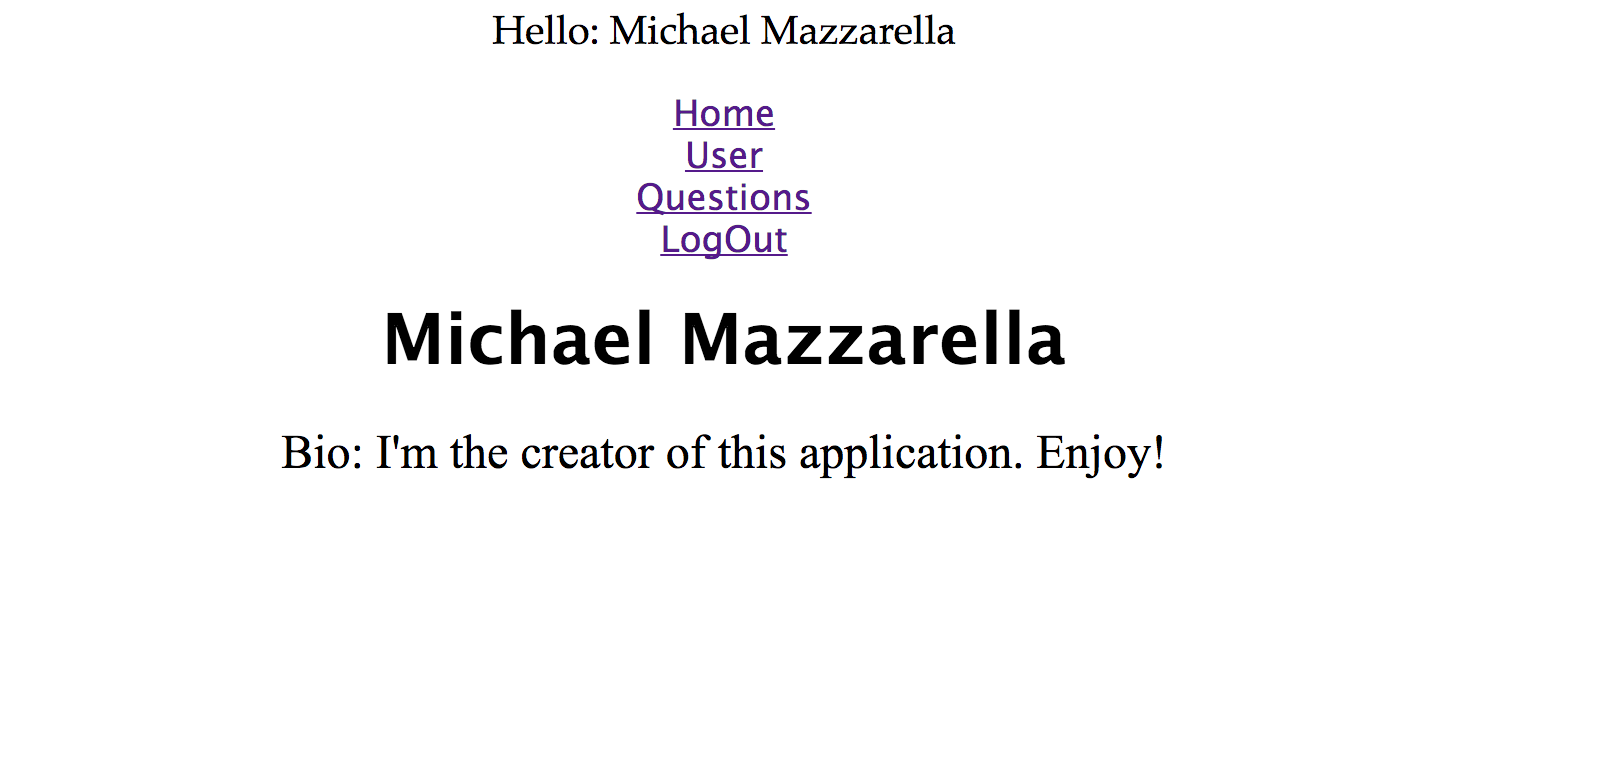 Hello: Michael Mazzarella
Home
User
Questions
LogOut
Michael Mazzarella
Bio: I'm the creator of this application. Enjoy!